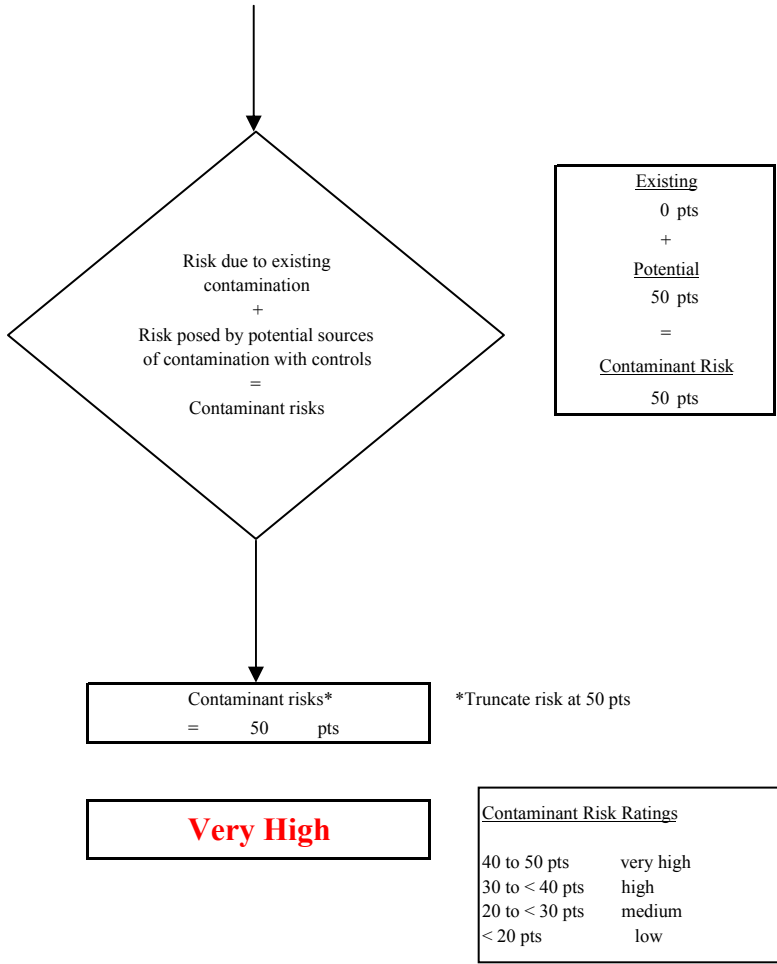 Risk due to existing
contamination
+
Risk posed by potential sources
of contamination with controls
=
Contaminant risks
Existing
0 pts
+
Potential
50 pts
=
Contaminant Risk
50 pts
Contaminant risks*
= 50 pts
*Truncate risk at 50 pts
Very High
Contaminant Risk Ratings
40 to 50 pts very high
30 to < 40 pts high
20 to < 30 pts medium
< 20 pts low